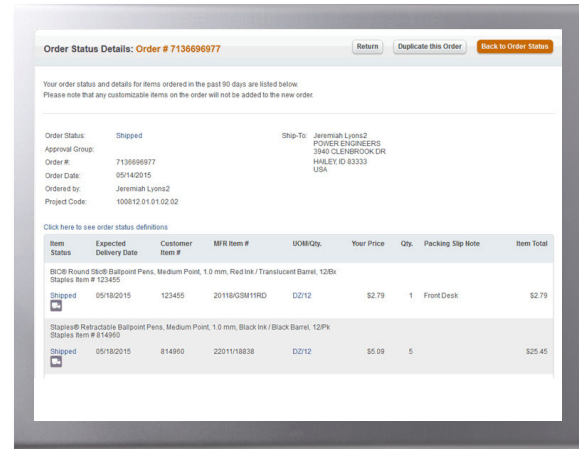 Order Status Details: Order # 7136696977
Return
Duplicate this Order
Back to Order Status
Your order status and details for items ordered in the past 90 days are listed below.
Please note that any customizable items on the order will not be added to the new order.
Order Status: Shipped
Approval Group:
Order #: 7136696977
Order Date: 05/14/2015
Ordered by: Jeremiah Lyons2
Project Code: 100812.01.01.02.02
Ship-To: Jeremiah Lyons2
POWER ENGINEERS
3940 GLENBROOK DR
HAILEY, ID 83333
USA
Click here to see order status definitions
Item Status Expected Delivery Date Customer Item # MFR Item # UOM/Qty. Your Price Qty. Packing Slip Note Item Total
BIC® Round Stic® Ballpoint Pens, Medium Point, 1.0 mm, Red Ink / Translucent Barrel, 12/Bx
Staples Item # 123455
Shipped 05/18/2015 123455 20118/GSM11RD DZ/12 $2.79 1 Front Desk $2.79
Staples® Retractable Ballpoint Pens, Medium Point, 1.0 mm, Black Ink / Black Barrel, 12/Pk
Staples Item # 814960
Shipped 05/18/2015 814960 22011/18838 DZ/12 $5.09 5 $25.45